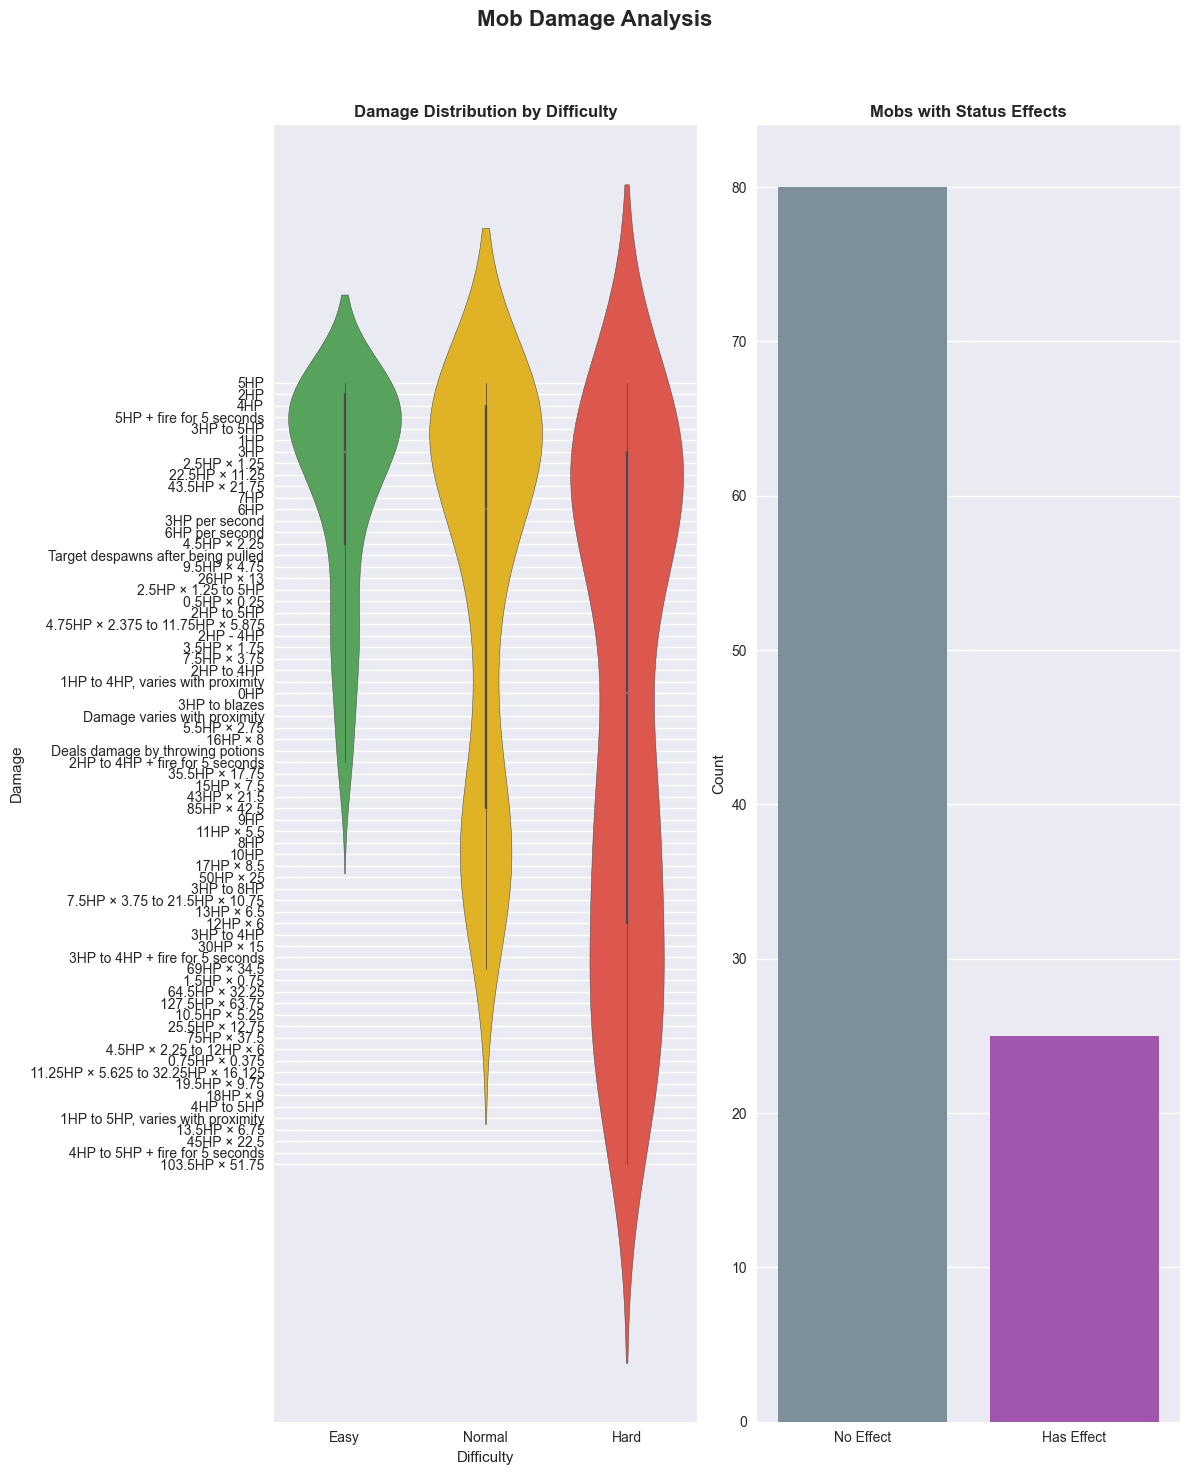 Mob Damage Analysis
Damage Distribution by Difficulty
Mobs with Status Effects
Damage
5HP
2HP
4HP
5HP + fire for 5 seconds
3HP to 5HP
1HP
3HP
2.5HP × 1.25
22.5HP × 11.25
43.5HP × 21.75
7HP
6HP
3HP per second
6HP per second
4.5HP × 2.25
Target despawns after being pulled
9.5HP × 4.75
26HP × 13
2.5HP × 1.25 to 5HP
0.5HP × 0.25
2HP to 5HP
4.75HP × 2.375 to 11.75HP × 5.875
2HP - 4HP
3.5HP × 1.75
7.5HP × 3.75
2HP to 4HP
1HP to 4HP, varies with proximity
0HP
3HP to blazes
Damage varies with proximity
5.5HP × 2.75
16HP × 8
Deals damage by throwing potions
2HP to 4HP + fire for 5 seconds
35.5HP × 17.75
15HP × 7.5
43HP × 21.5
85HP × 42.5
9HP
11HP × 5.5
8HP
10HP
17HP × 8.5
50HP × 25
3HP to 8HP
7.5HP × 3.75 to 21.5HP × 10.75
13HP × 6.5
12HP × 6
3HP to 4HP
30HP × 15
3HP to 4HP + fire for 5 seconds
69HP × 34.5
1.5HP × 0.75
64.5HP × 32.25
127.5HP × 63.75
10.5HP × 5.25
25.5HP × 12.75
75HP × 37.5
4.5HP × 2.25 to 12HP × 6
0.75HP × 0.375
11.25HP × 5.625 to 32.25HP × 16.125
19.5HP × 9.75
18HP × 9
4HP to 5HP
1HP to 5HP, varies with proximity
13.5HP × 6.75
45HP × 22.5
4HP to 5HP + fire for 5 seconds
103.5HP × 51.75
Easy
Normal
Hard
Difficulty
Count
80
70
60
50
40
30
20
10
0
No Effect
Has Effect